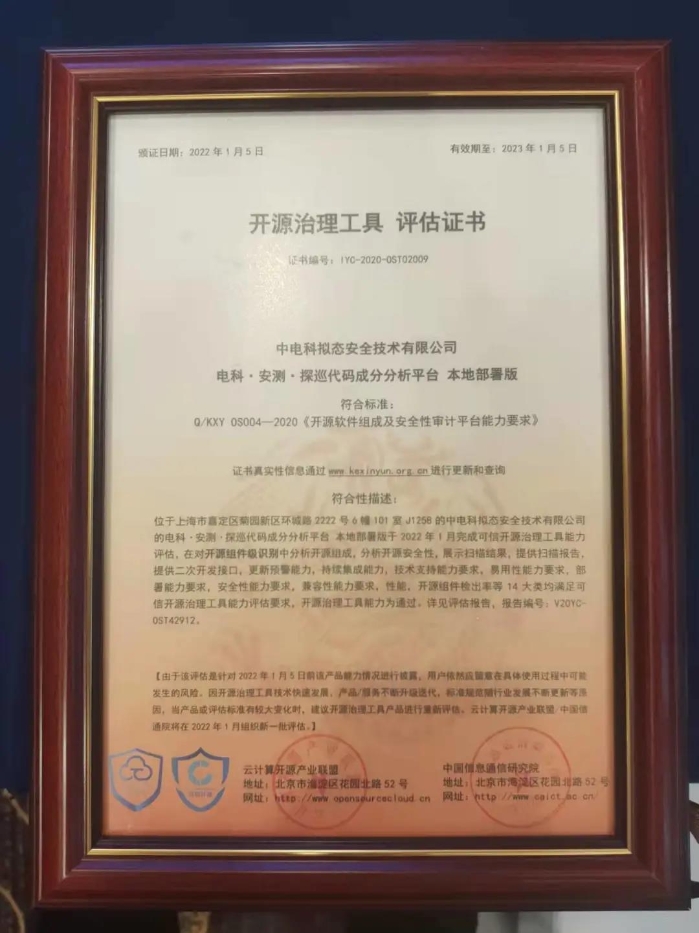 颁证日期：2022 年 1 月 5 日
有效期至：2023 年 1 月 5 日
开源治理工具 评估证书
证书编号：IYC-2020-OST02009
中电科拟态安全技术有限公司
电科·安测·探巡代码成分分析平台 本地部署版
符合标准：
Q/KXY OS004—2020《开源软件组成及安全性审计平台能力要求》
证书真实性信息通过 www.kexinyun.org.cn 进行更新和查询
符合性描述：
位于上海市嘉定区菊园新区环城路 2222 号 6 幢 101 室 J1258 的中电科拟态安全技术有限公司
的电科·安测·探巡代码成分分析平台 本地部署版于 2022 年 1 月完成可信开源治理工具能力
评估，在对开源组件级识别中分析开源组成，分析开源安全性，展示扫描结果，提供扫描报告，
提供二次开发接口，更新预警能力，持续集成能力，技术支持能力要求，易用性能力要求、部
署能力要求，安全性能力要求，兼容性能力要求，性能、开源组件检出率等 14 大类均满足可
信开源治理工具能力评估要求，开源治理工具能力为通过。详见评估报告，报告编号：V20YC-
OST42912。
【由于该评估是针对 2022 年 1 月 5 日前该产品能力情况进行披露，用户依然应留意在具体使用过程中可能
发生的风险。因开源治理工具技术快速发展、产品/服务不断升级迭代、标准规范随行业发展不断更新等原
因，当产品或评估标准有较大变化时，建议开源治理工具产品进行重新评估。云计算开源产业联盟/中国信
通院将在 2022 年 1 月组织新一批评估。】
云计算开源产业联盟
地址：北京市海淀区花园北路 52 号
网址：http://www.opensourcecloud.cn
中国信息通信研究院
地址：北京市海淀区花园北路 52 号
网址：http://www.caict.ac.cn/